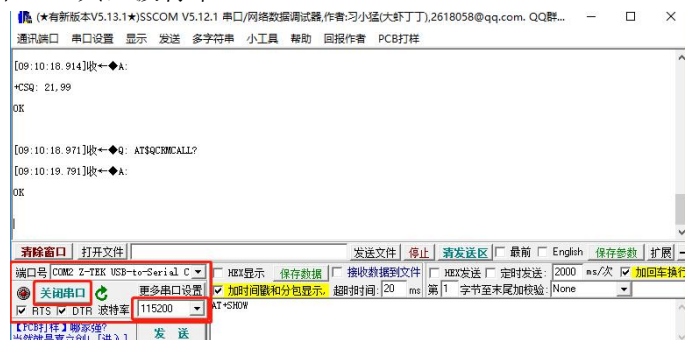 (★有新版本V5.13.1★)SSCOM V5.12.1 串口/网络数据调试器,作者:习小猛(大虾丁丁),2618058@qq.com. QQ群...
通讯端口 串口设置 显示 发送 多字符串 小工具 帮助 回报作者 PCB打样
[09:10:18.914]收←◆A:
+CSQ: 21,99
OK
[09:10:18.971]收←◆Q: AT$QCRMCALL?
[09:10:19.791]收←◆A:
OK
清除窗口 打开文件 发送文件 停止 清发送区 最前 English 保存参数 扩展 -
端口号 COM2 Z-TEK USB-to-Serial C HEX显示 保存数据 接收数据到文件 HEX发送 定时发送: 2000 ms/次 加回车换行
关闭串口 更多串口设置 加时间戳和分包显示, 超时时间: 20 ms 第 1 字节至末尾加校验: None
RTS DTR 波特率 115200 AT+SHOW
【PCB打样】哪家强? 发 送
[进入]